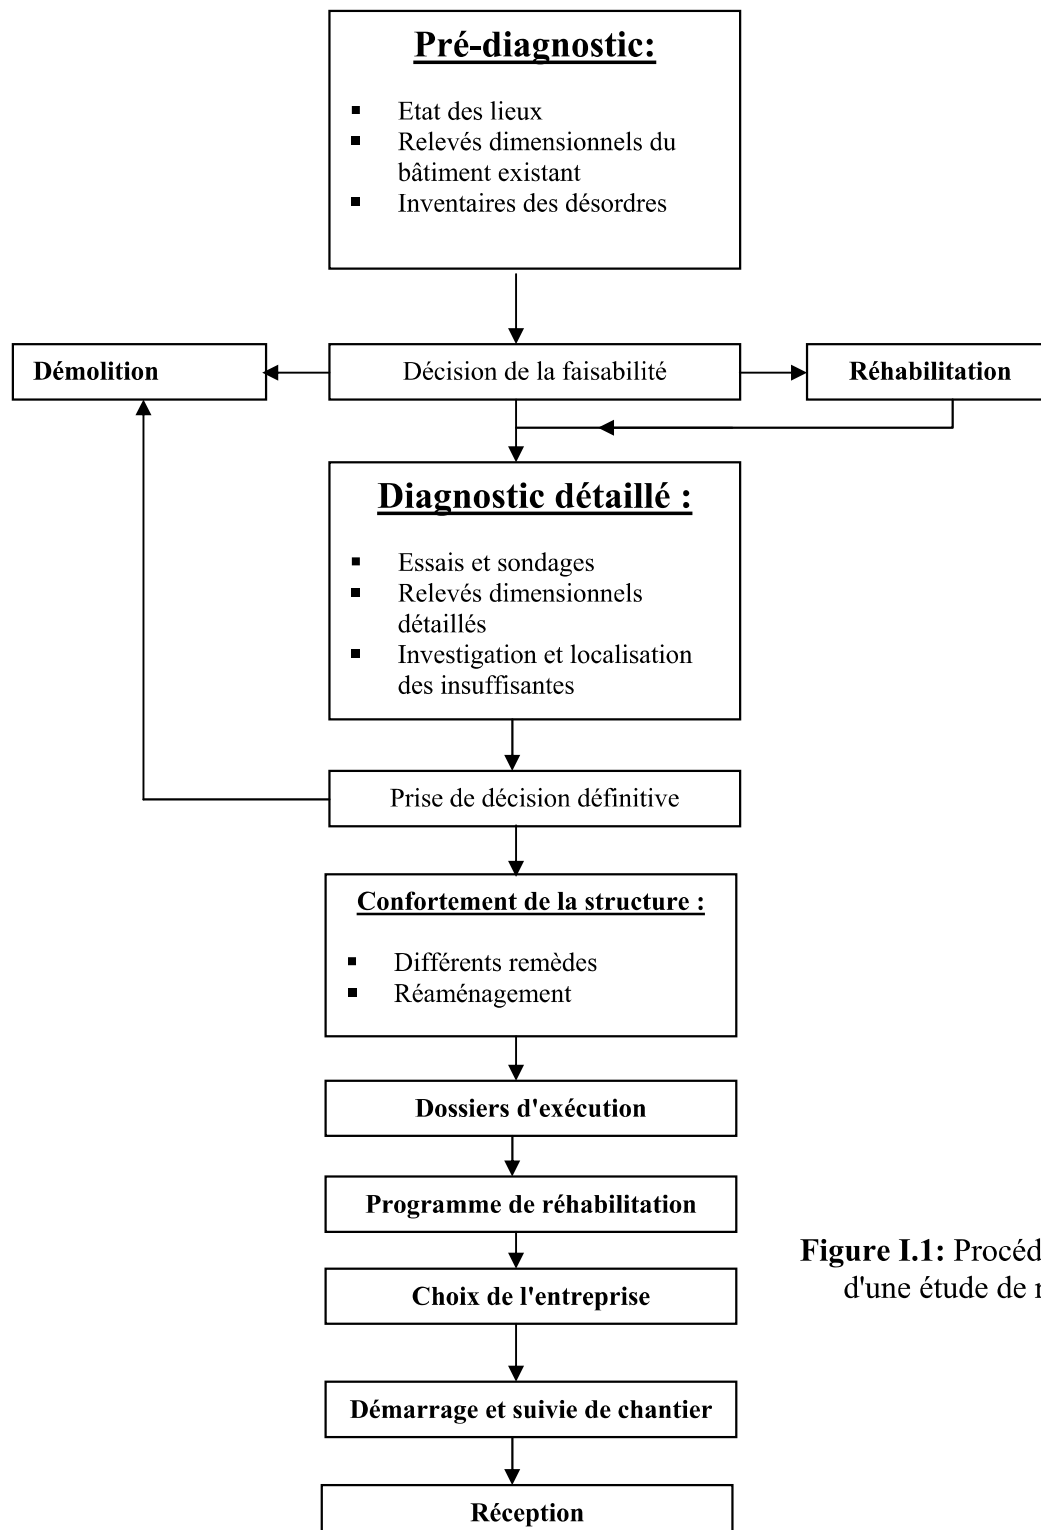 Pré-diagnostic:
▪ Etat des lieux
▪ Relevés dimensionnels du
bâtiment existant
▪ Inventaires des désordres
Démolition
Décision de la faisabilité
Réhabilitation
Diagnostic détaillé :
▪ Essais et sondages
▪ Relevés dimensionnels
détaillés
▪ Investigation et localisation
des insuffisantes
Prise de décision définitive
Confortement de la structure :
▪ Différents remèdes
▪ Réaménagement
Dossiers d'exécution
Programme de réhabilitation
Figure I.1:
d'une étude de
Choix de l'entreprise
Démarrage et suivie de chantier
Réception